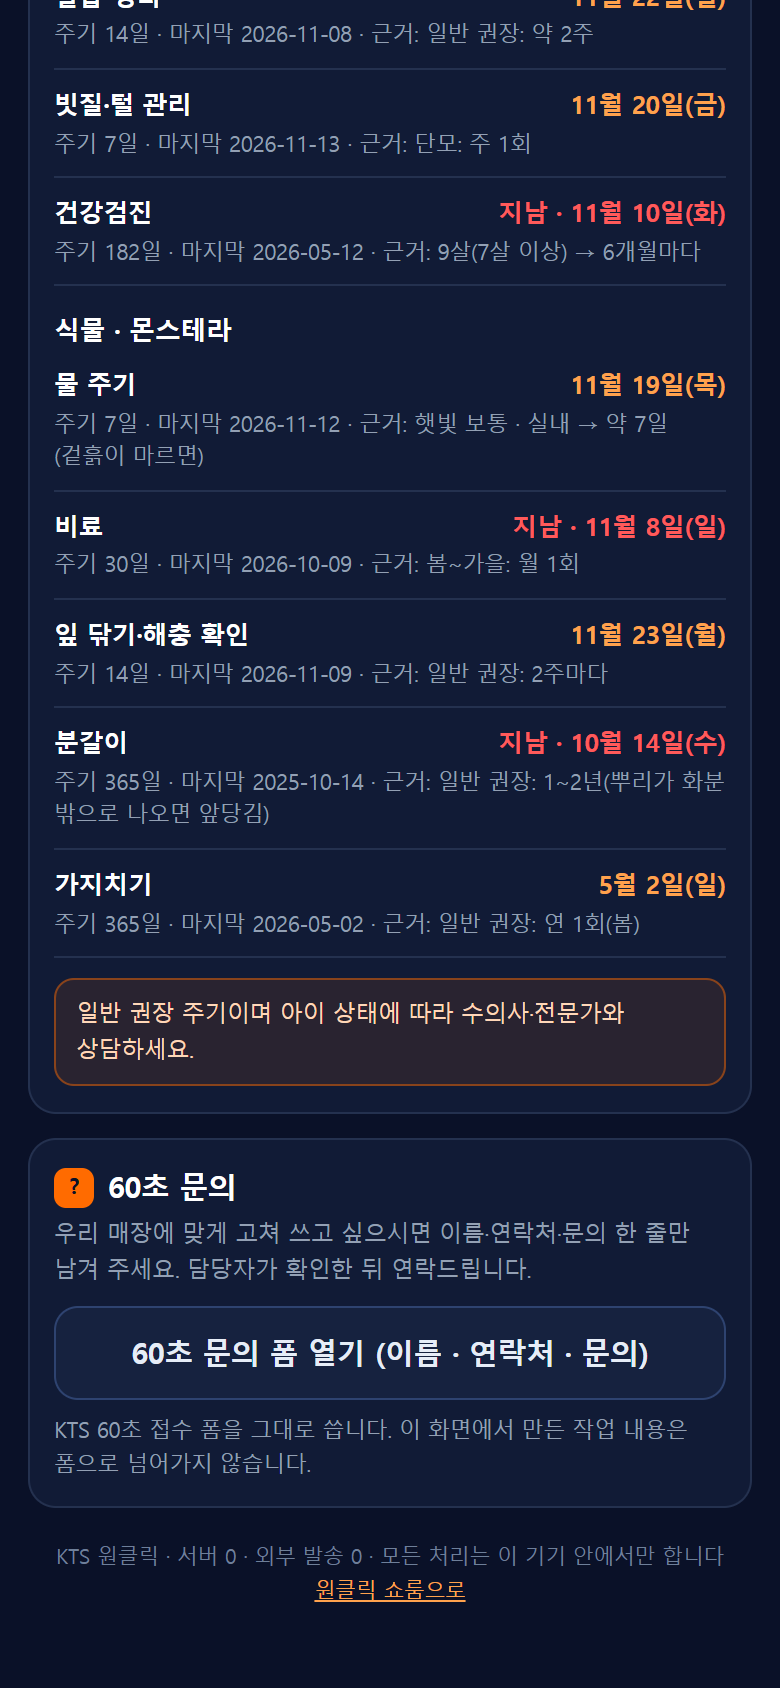 주기 14일 · 마지막 2026-11-08 · 근거: 일반 권장: 약 2주
빗질·털 관리 11월 20일(금)
주기 7일 · 마지막 2026-11-13 · 근거: 단모: 주 1회
건강검진 지남 · 11월 10일(화)
주기 182일 · 마지막 2026-05-12 · 근거: 9살(7살 이상) → 6개월마다
식물 · 몬스테라
물 주기 11월 19일(목)
주기 7일 · 마지막 2026-11-12 · 근거: 햇빛 보통 · 실내 → 약 7일
(겉흙이 마르면)
비료 지남 · 11월 8일(일)
주기 30일 · 마지막 2026-10-09 · 근거: 봄~가을: 월 1회
잎 닦기·해충 확인 11월 23일(월)
주기 14일 · 마지막 2026-11-09 · 근거: 일반 권장: 2주마다
분갈이 지남 · 10월 14일(수)
주기 365일 · 마지막 2025-10-14 · 근거: 일반 권장: 1~2년(뿌리가 화분
밖으로 나오면 앞당김)
가지치기 5월 2일(일)
주기 365일 · 마지막 2026-05-02 · 근거: 일반 권장: 연 1회(봄)
일반 권장 주기이며 아이 상태에 따라 수의사·전문가와
상담하세요.
? 60초 문의
우리 매장에 맞게 고쳐 쓰고 싶으시면 이름·연락처·문의 한 줄만
남겨 주세요. 담당자가 확인한 뒤 연락드립니다.
60초 문의 폼 열기 (이름 · 연락처 · 문의)
KTS 60초 접수 폼을 그대로 씁니다. 이 화면에서 만든 작업 내용은
폼으로 넘어가지 않습니다.
KTS 원클릭 · 서버 0 · 외부 발송 0 · 모든 처리는 이 기기 안에서만 합니다
원클릭 쇼룸으로